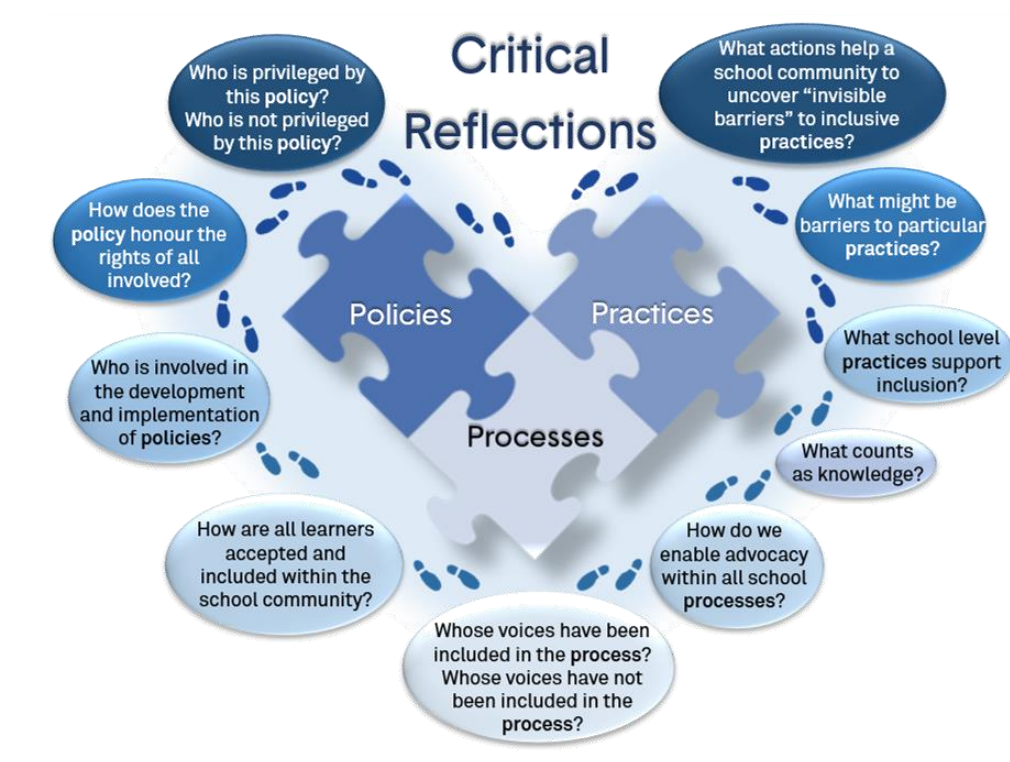 Critical
Reflections
Who is privileged by
this policy?
Who is not privileged
by this policy?
How does the
policy honour the
rights of all
involved?
Who is involved in
the development
and implementation
of policies?
How are all learners
accepted and
included within the
school community?
Whose voices have been
included in the process?
Whose voices have not
been included in the
process?
How do we
enable advocacy
within all school
processes?
What counts
as knowledge?
What school level
practices support
inclusion?
What might be
barriers to particular
practices?
What actions help a
school community to
uncover “invisible
barriers” to inclusive
practices?
Policies
Practices
Processes